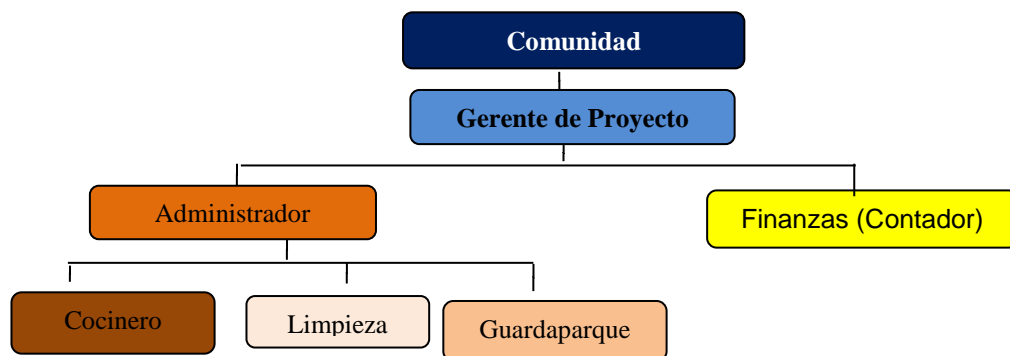 Comunidad
Gerente de Proyecto
Administrador
Finanzas (Contador)
Cocinero
Limpieza
Guardaparque